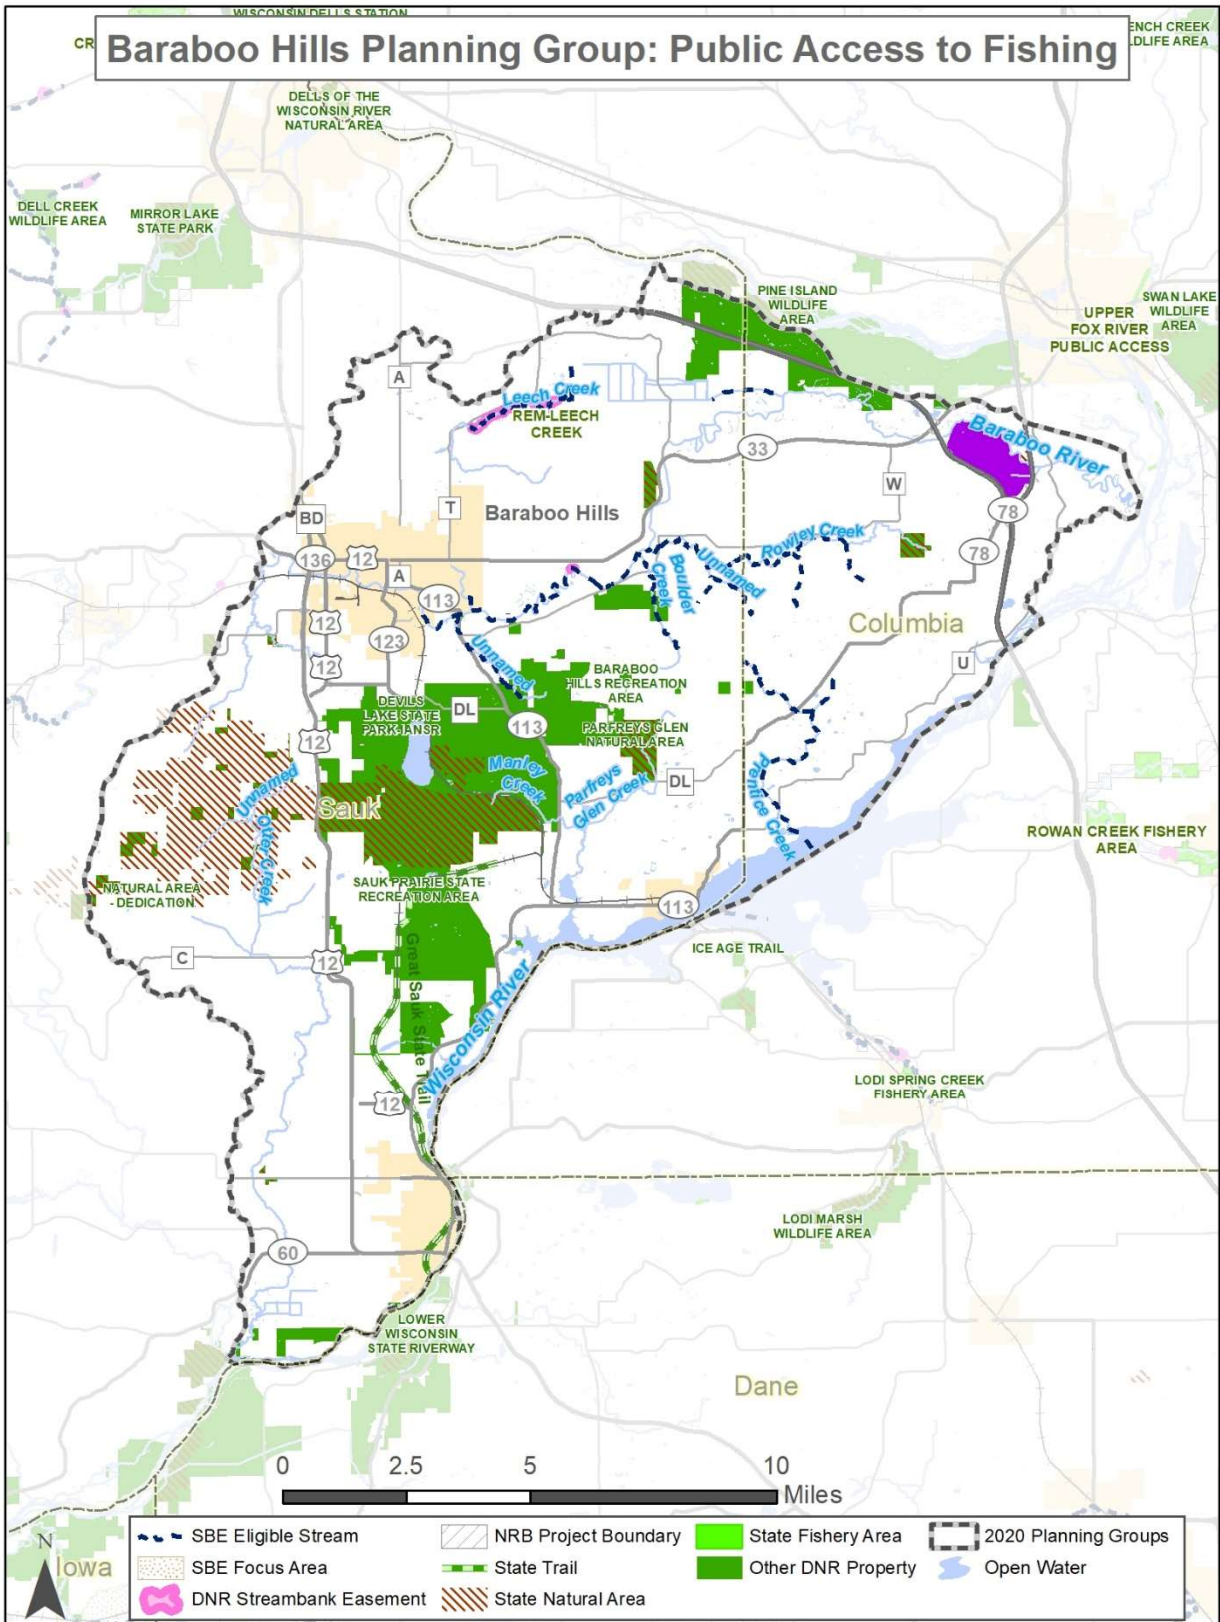 WISCONSIN DELLS STATION
CR
ENCH CREEK
LDLIFE AREA
Baraboo Hills Planning Group: Public Access to Fishing
DELLS OF THE
WISCONSIN RIVER
NATURAL AREA
DELL CREEK
WILDLIFE AREA
MIRROR LAKE
STATE PARK
PINE ISLAND
WILDLIFE
AREA
SWAN LAKE
WILDLIFE
AREA
UPPER
FOX RIVER
PUBLIC ACCESS
A
Leech Creek
REM-LEECH
CREEK
Baraboo River
33
W
T
Baraboo Hills
BD
78
136
12
A
78
Rowley Creek
Unnamed
Boulder
Creek
113
12
123
Columbia
12
Unnamed
U
BARABOO
HILLS RECREATION
AREA
DEVILS
LAKE STATE
PARK-IANSR
DL
113
PARFREYS GLEN
NATURAL AREA
12
Manley
Creek
Parfreys
Glen Creek
DL
Prentice Creek
Unnamed
Sauk
Otter Creek
ROWAN CREEK FISHERY
AREA
NATURAL AREA
- DEDICATION
SAUK PRAIRIE STATE
RECREATION AREA
113
ICE AGE TRAIL
C
12
Great Sauk State Trail
Wisconsin River
LODI SPRING CREEK
FISHERY AREA
12
LODI MARSH
WILDLIFE AREA
60
LOWER
WISCONSIN
STATE RIVERWAY
Dane
0 2.5 5 10
Miles
N
Iowa
SBE Eligible Stream
SBE Focus Area
DNR Streambank Easement
NRB Project Boundary
State Trail
State Natural Area
State Fishery Area
Other DNR Property
2020 Planning Groups
Open Water